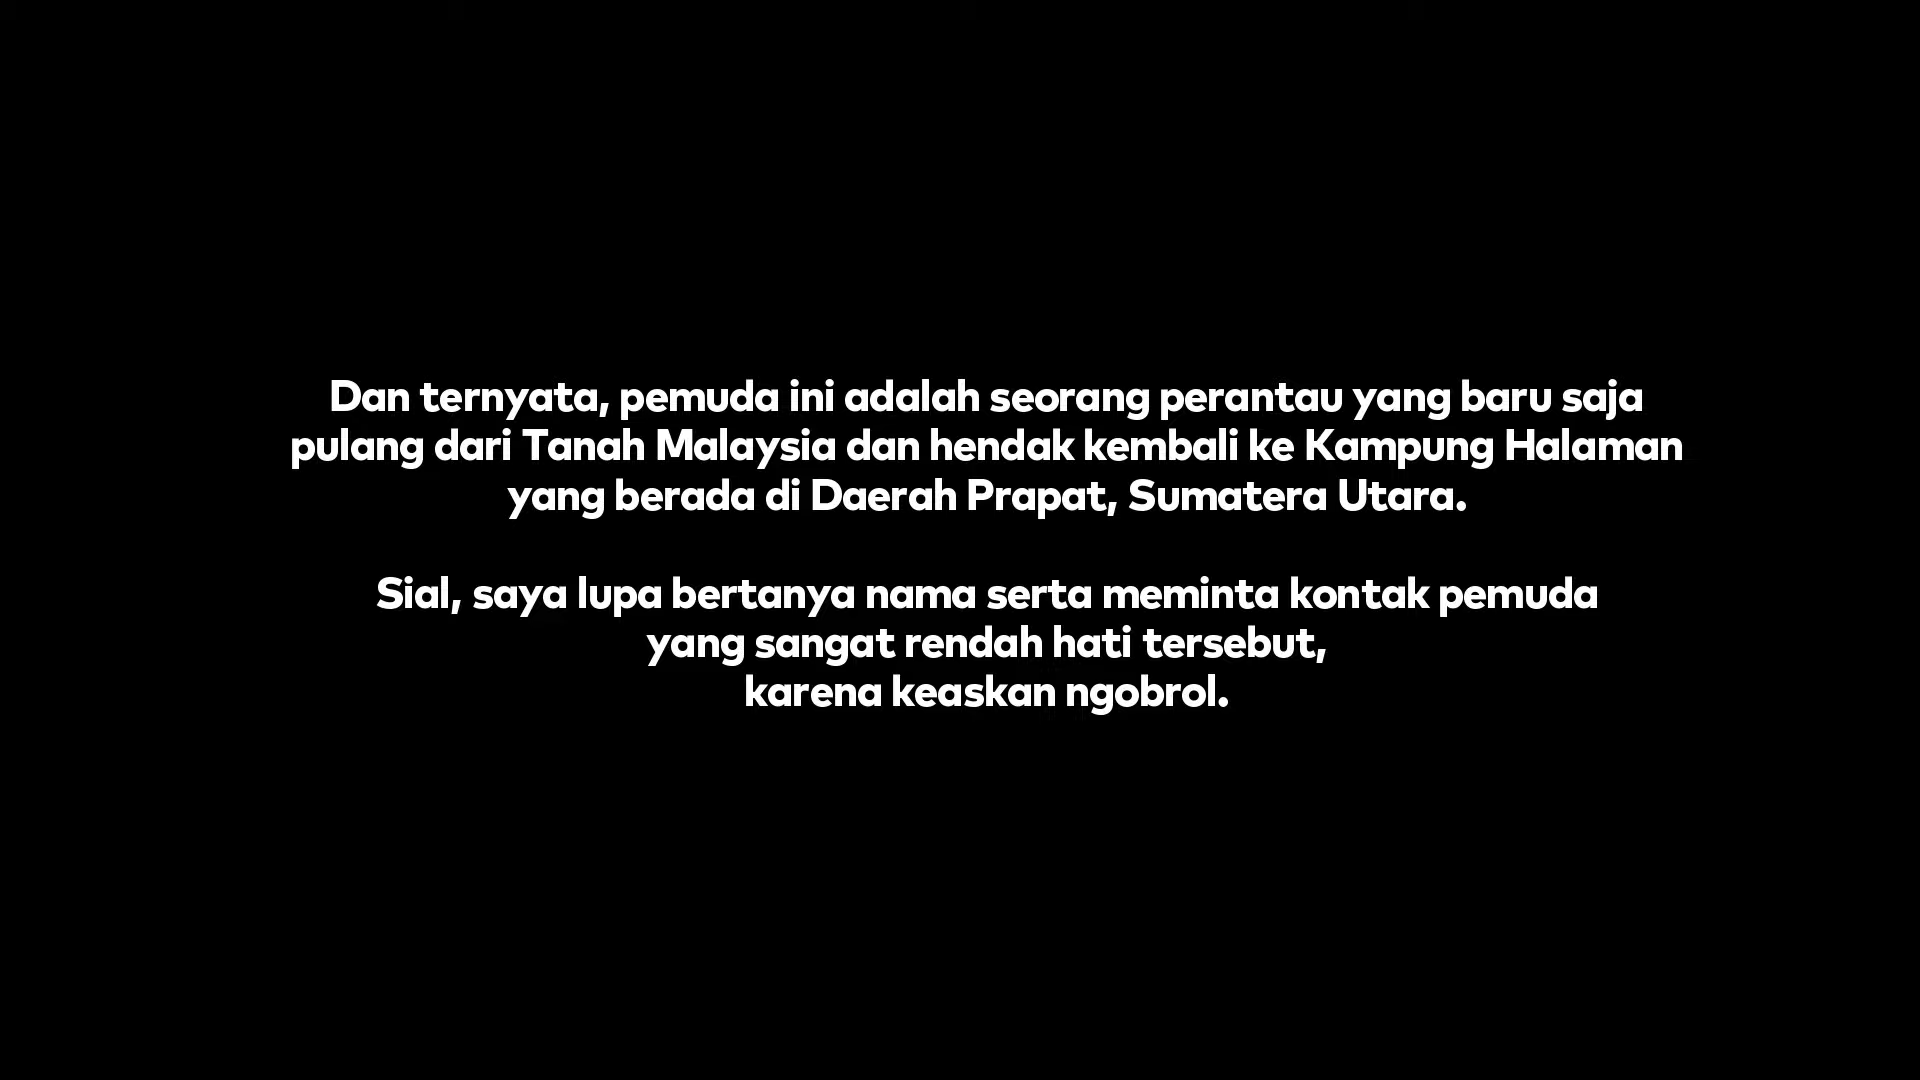 Dan ternyata, pemuda ini adalah seorang perantau yang baru saja
pulang dari Tanah Malaysia dan hendak kembali ke Kampung Halaman
yang berada di Daerah Prapat, Sumatera Utara.
Sial, saya lupa bertanya nama serta meminta kontak pemuda
yang sangat rendah hati tersebut,
karena keaskan ngobrol.